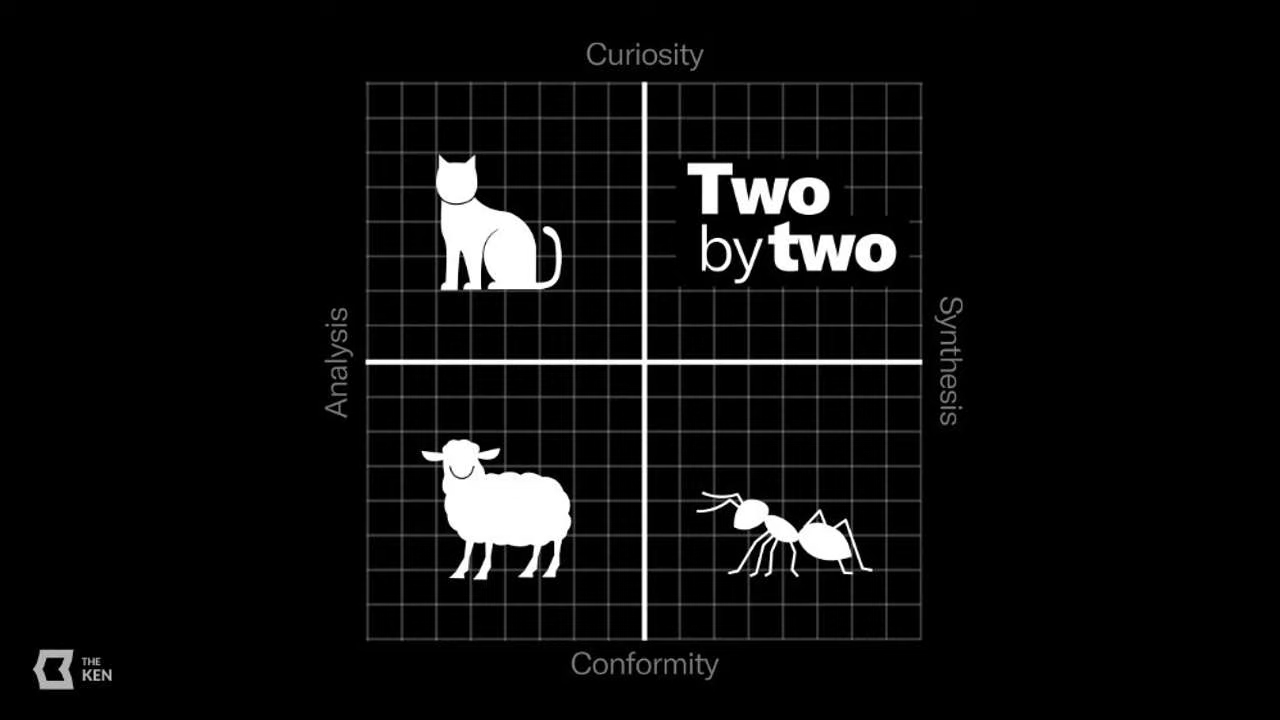 Curiosity
Two
by two
Analysis
Synthesis
Conformity
THE
KEN